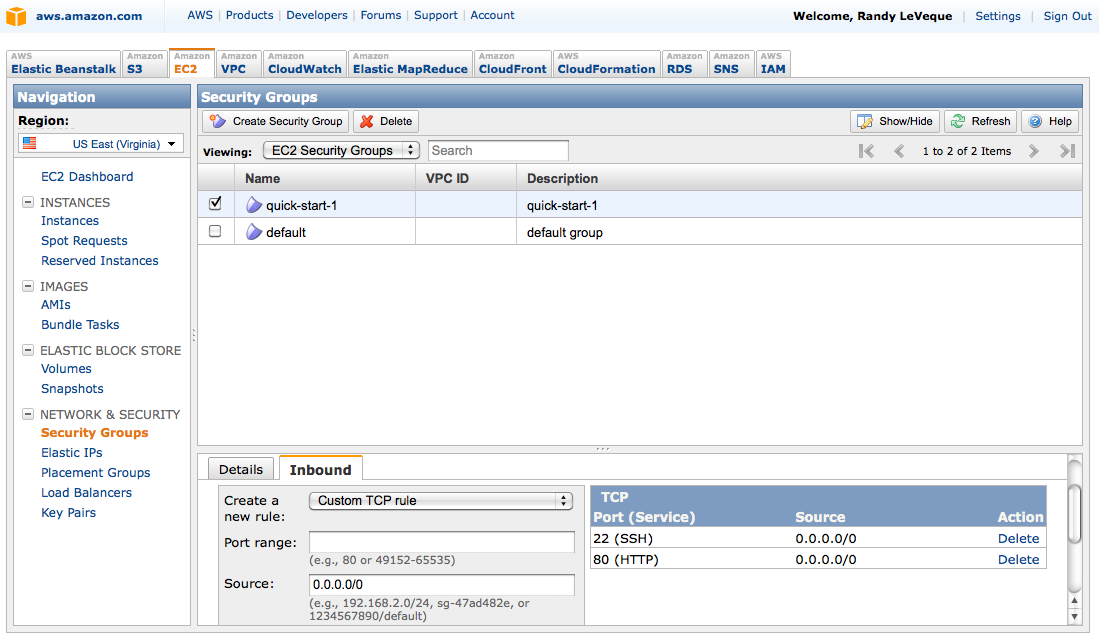 aws.amazon.com AWS | Products | Developers | Forums | Support | Account Welcome, Randy LeVeque | Settings | Sign Out
AWS Amazon Amazon Amazon Amazon Amazon Amazon AWS Amazon Amazon AWS
Elastic Beanstalk S3 EC2 VPC CloudWatch Elastic MapReduce CloudFront CloudFormation RDS SNS IAM
Navigation
Region:
US East (Virginia)
EC2 Dashboard
INSTANCES
Instances
Spot Requests
Reserved Instances
IMAGES
AMIs
Bundle Tasks
ELASTIC BLOCK STORE
Volumes
Snapshots
NETWORK & SECURITY
Security Groups
Elastic IPs
Placement Groups
Load Balancers
Key Pairs
Security Groups
Create Security Group Delete Show/Hide Refresh Help
Viewing: EC2 Security Groups Search 1 to 2 of 2 Items
Name VPC ID Description
quick-start-1 quick-start-1
default default group
Details Inbound
Create a new rule: Custom TCP rule
Port range:
(e.g., 80 or 49152-65535)
Source: 0.0.0.0/0
(e.g., 192.168.2.0/24, sg-47ad482e, or
1234567890/default)
TCP
Port (Service) Source Action
22 (SSH) 0.0.0.0/0 Delete
80 (HTTP) 0.0.0.0/0 Delete